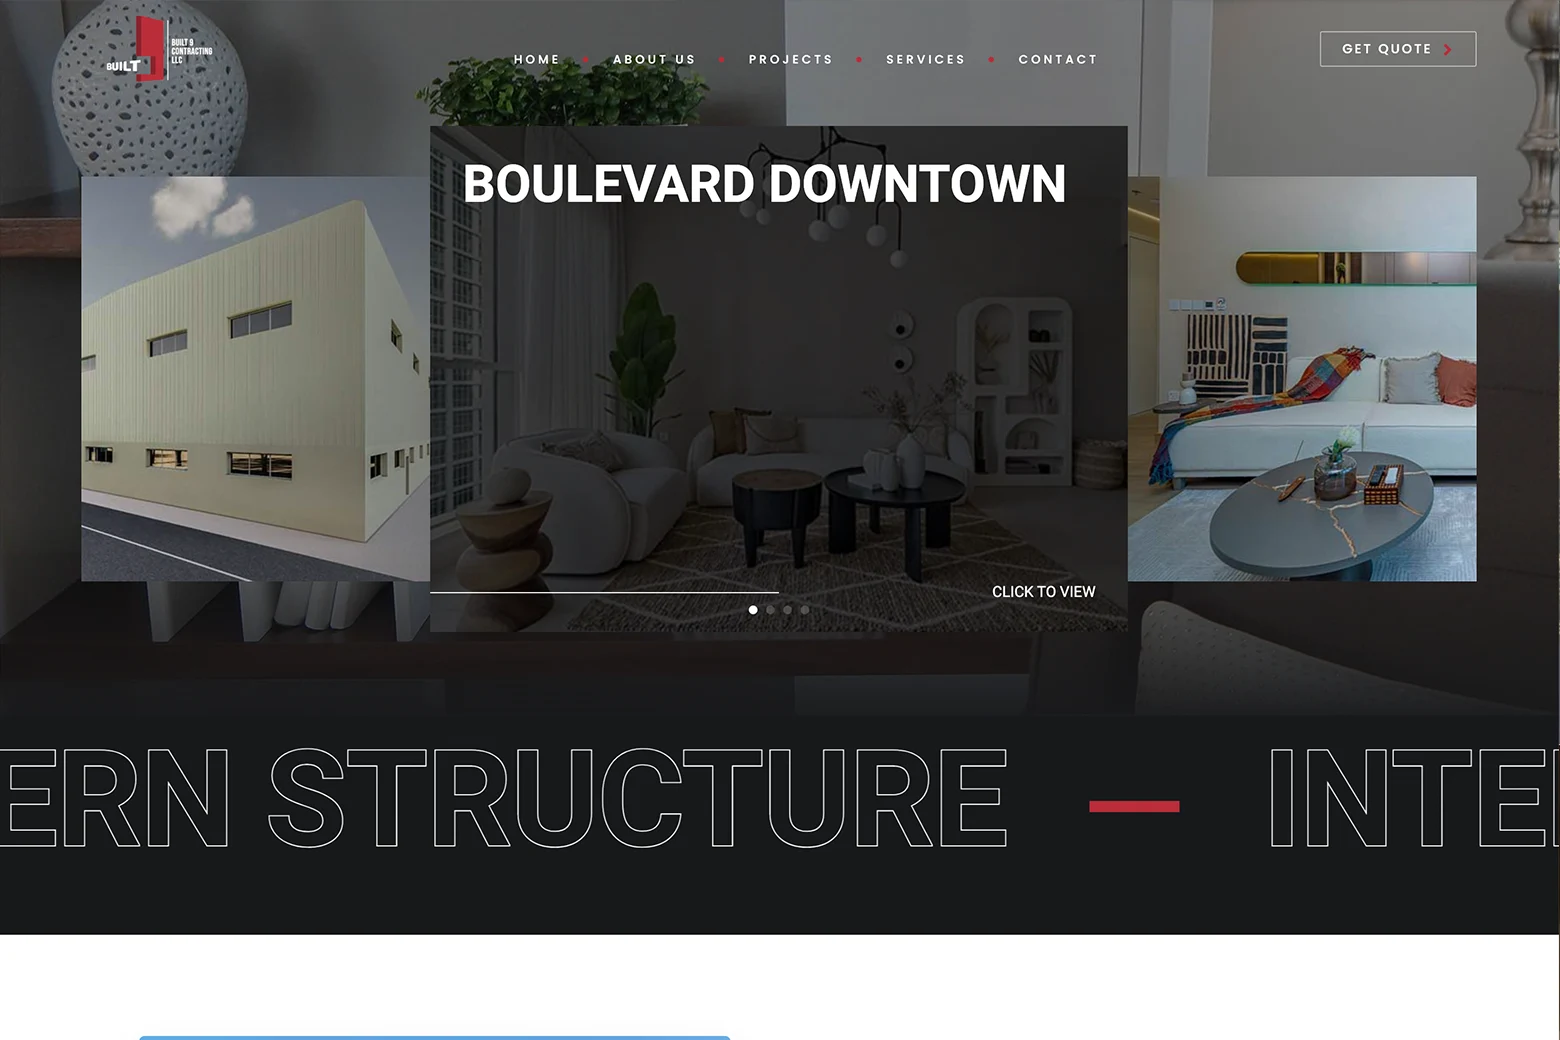 BUILT
BUILT 9
CONTRACTING
LLC
HOME
ABOUT US
PROJECTS
SERVICES
CONTACT
GET QUOTE
BOULEVARD DOWNTOWN
CLICK TO VIEW
ERN STRUCTURE — INTE